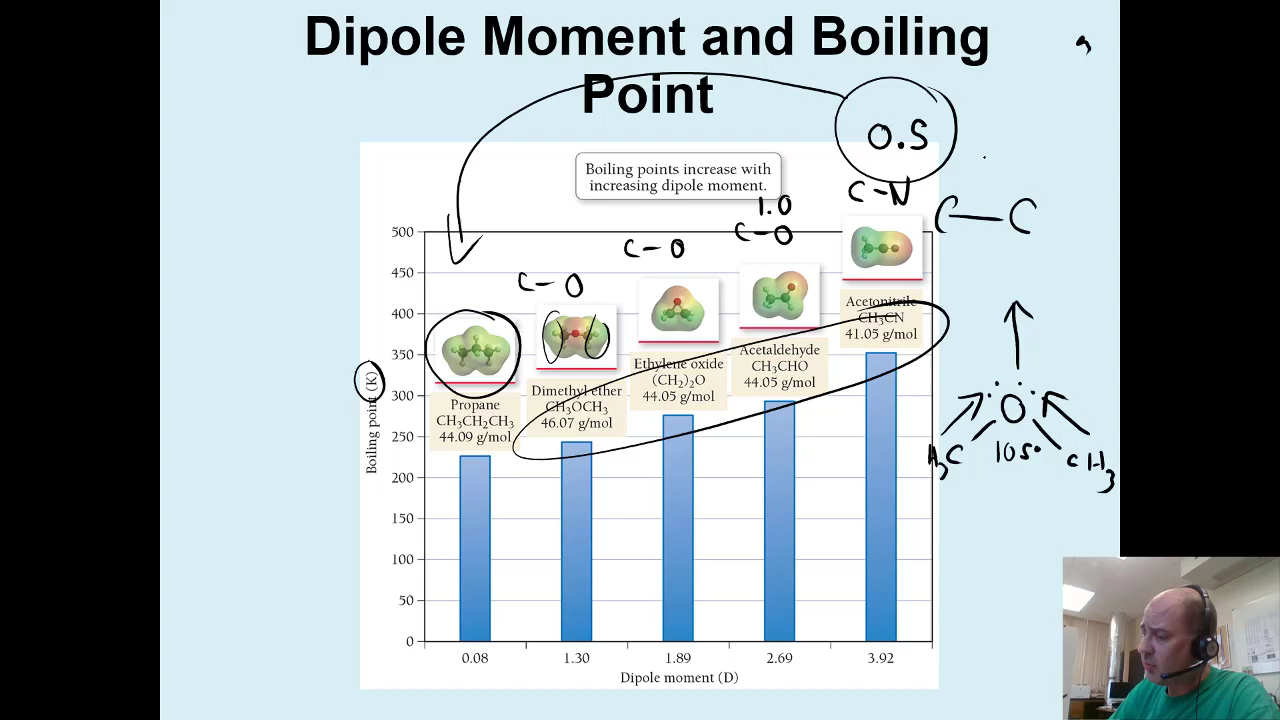 Dipole Moment and Boiling
Point
O.S
Boiling points increase with
increasing dipole moment.
C-N
1.0
C-O
C-O
C-O
C-C
500
450
400
350
300
250
200
150
100
50
0
Boiling point (K)
Propane
CH3CH2CH3
44.09 g/mol
Dimethyl ether
CH3OCH3
46.07 g/mol
Ethylene oxide
(CH2)2O
44.05 g/mol
Acetaldehyde
CH3CHO
44.05 g/mol
Acetonitrile
CH3CN
41.05 g/mol
O
H3C 105° CH3
0.08 1.30 1.89 2.69 3.92
Dipole moment (D)